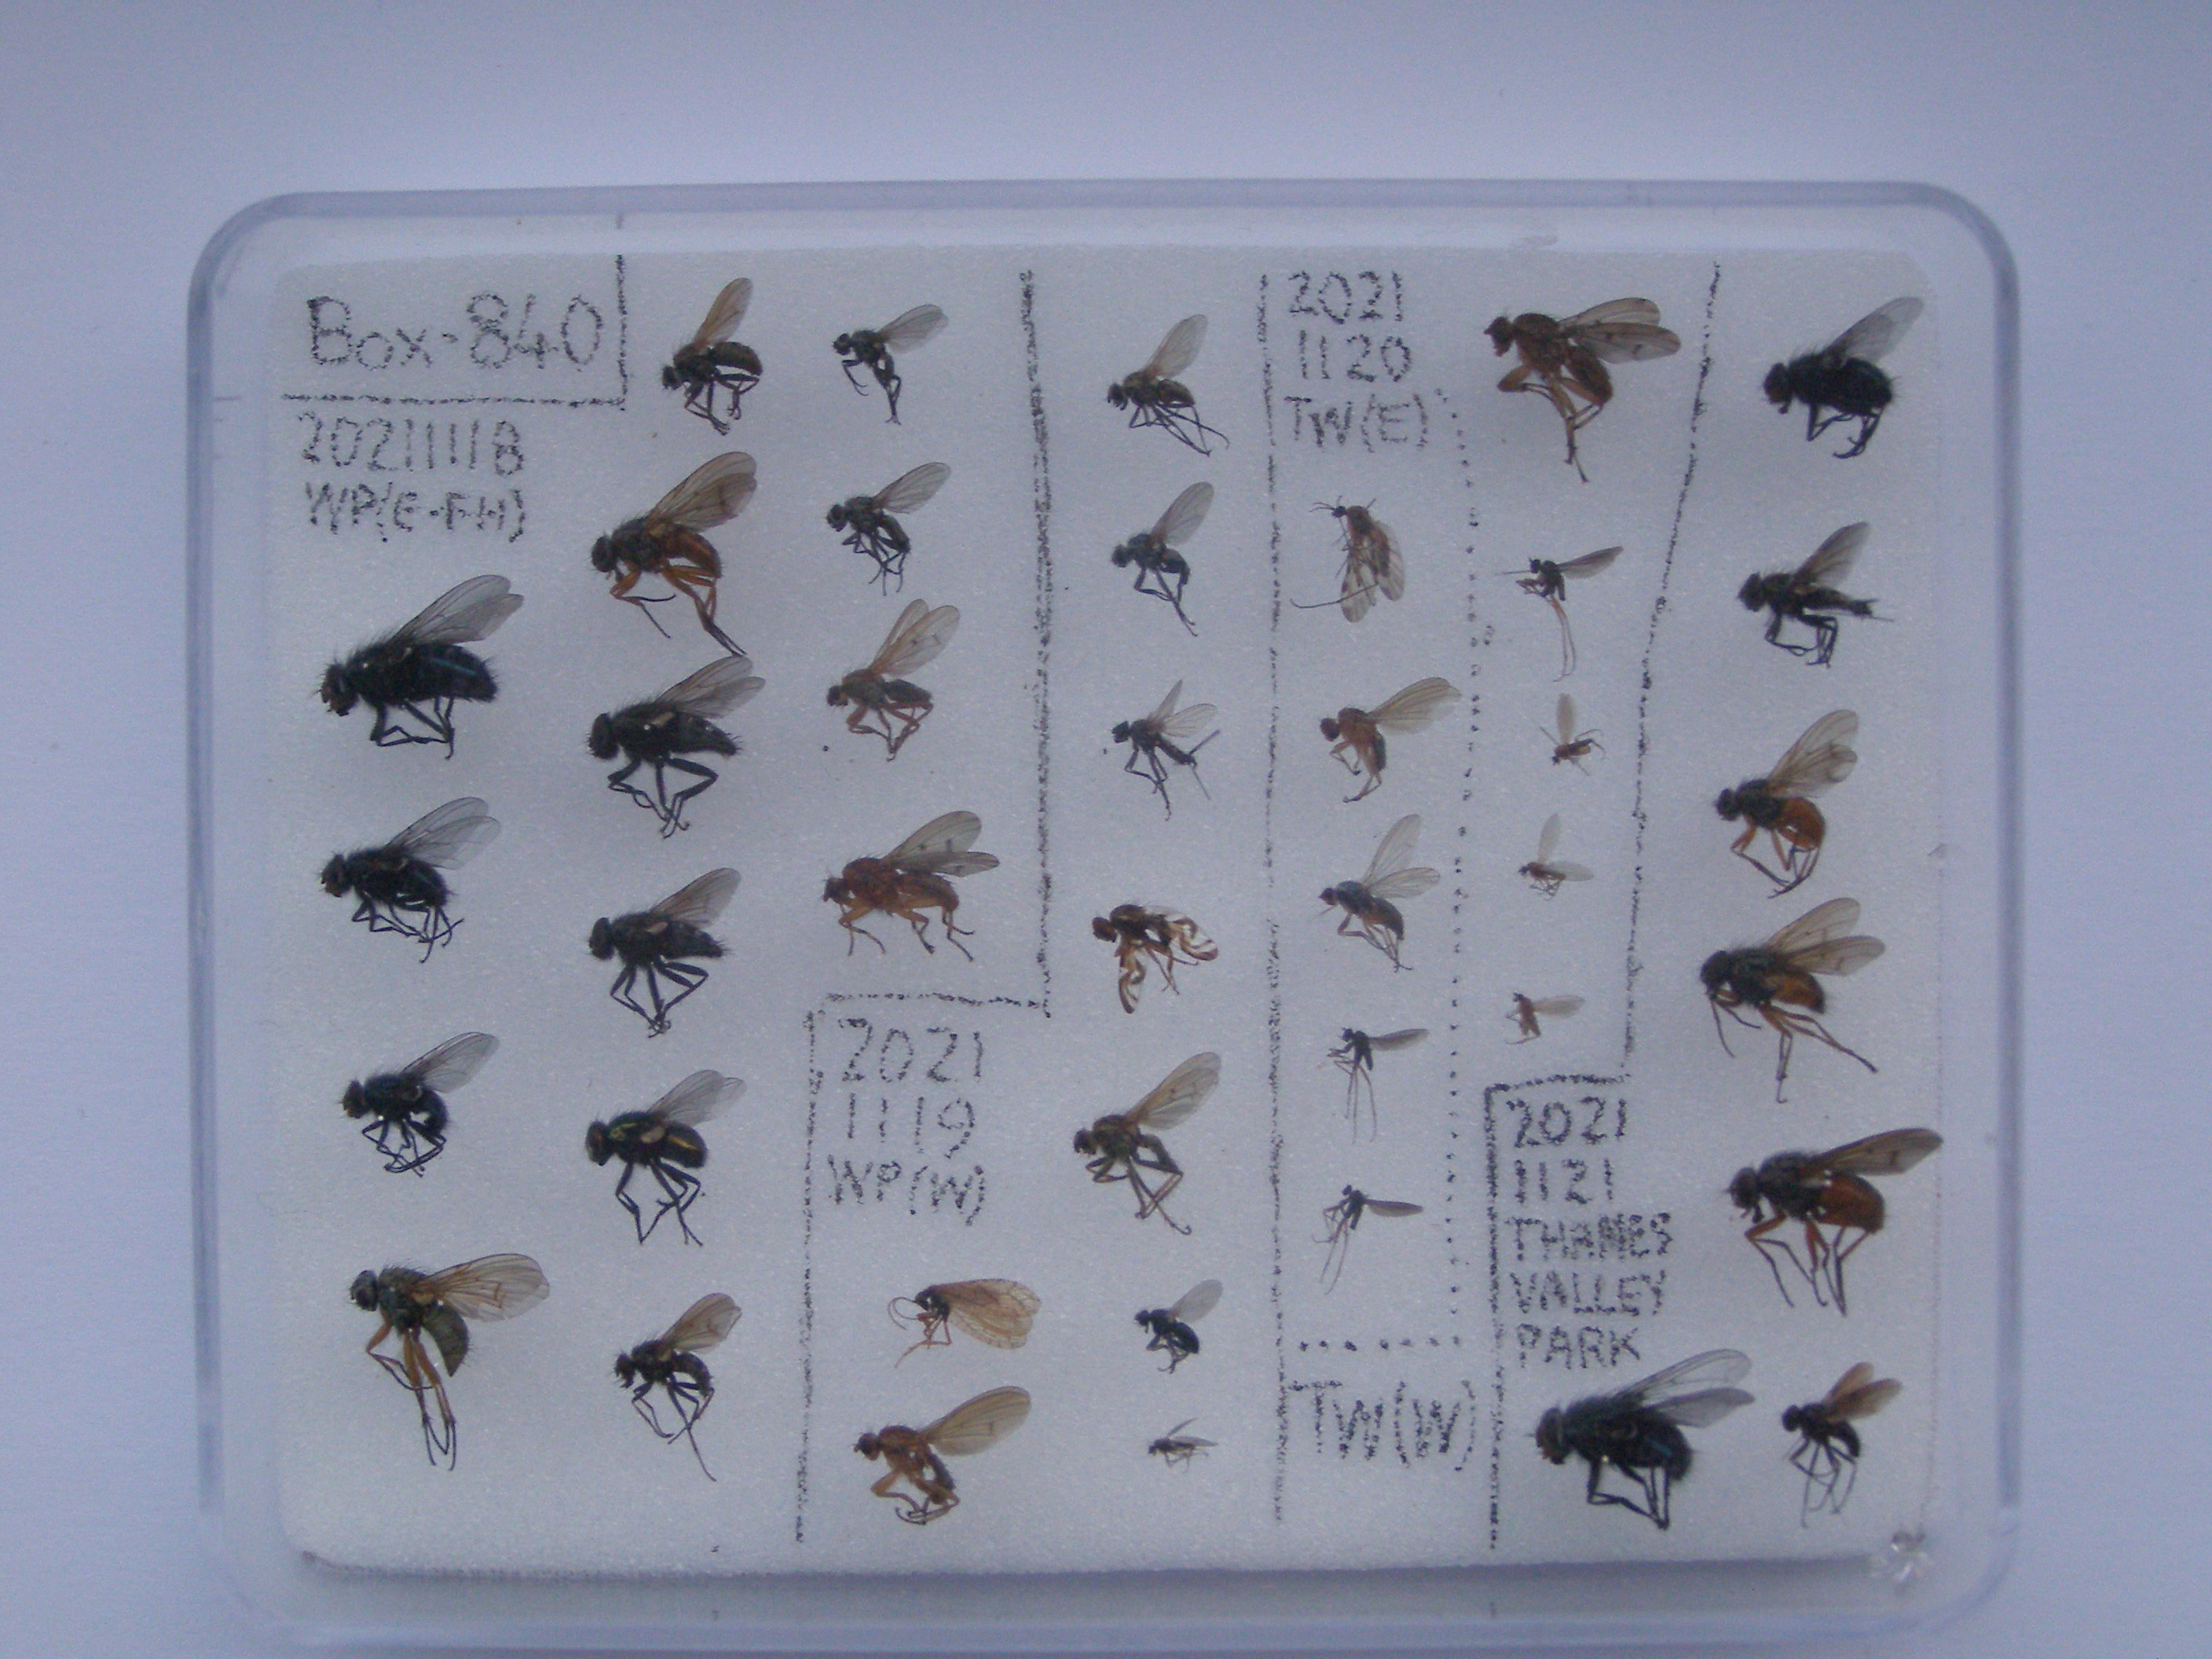 Box-840
20211118
WP(E-FH)
2021
1119
WP(W)
2021
1120
TW(E)
TW(W)
2021
1121
THAMES
VALLEY
PARK